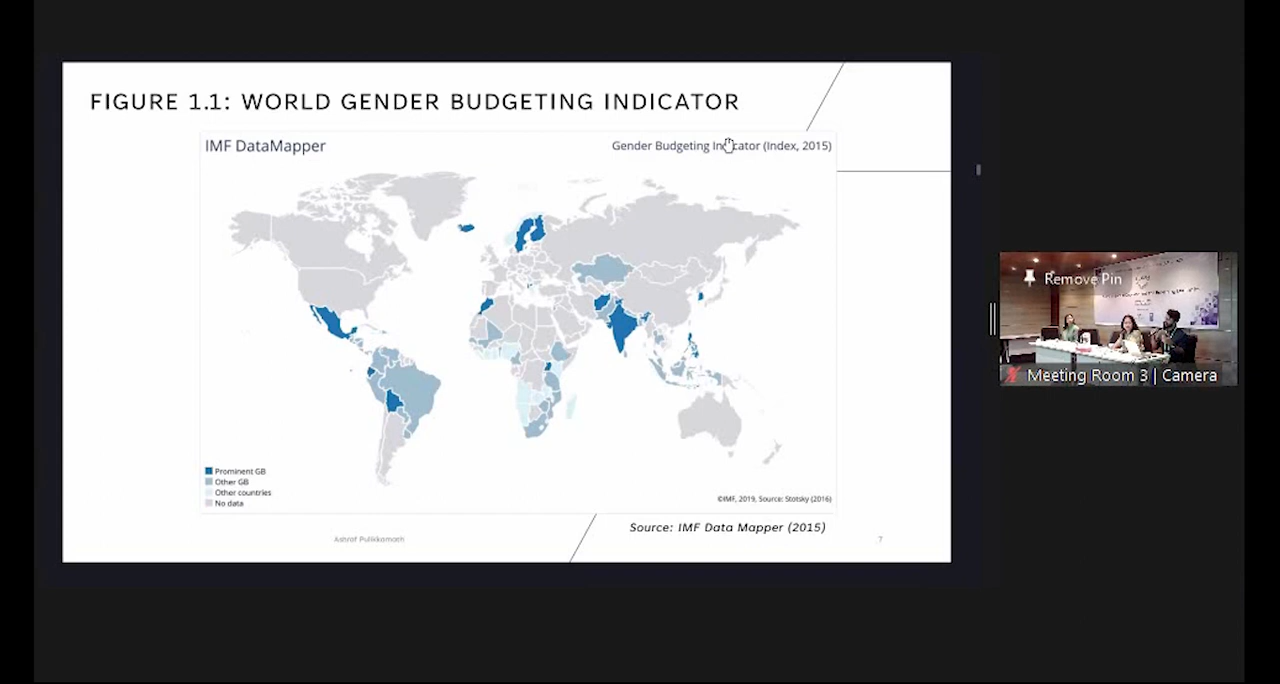 FIGURE 1.1: WORLD GENDER BUDGETING INDICATOR
IMF DataMapper
Gender Budgeting Indicator (Index, 2015)
Prominent GB
Other GB
Other countries
No data
©IMF, 2019, Source: Stotsky (2016)
Source: IMF Data Mapper (2015)
Ashraf Pulikkamath
7
Remove Pin
Meeting Room 3 | Camera